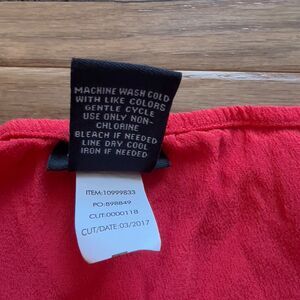 MACHINE WASH COLD
WITH LIKE COLORS
GENTLE CYCLE
USE ONLY NON-
CHLORINE
BLEACH IF NEEDED
LINE DRY COOL
IRON IF NEEDED
ITEM:10999833
PO:898849
CUT:0000118
CUT/DATE:03/2017